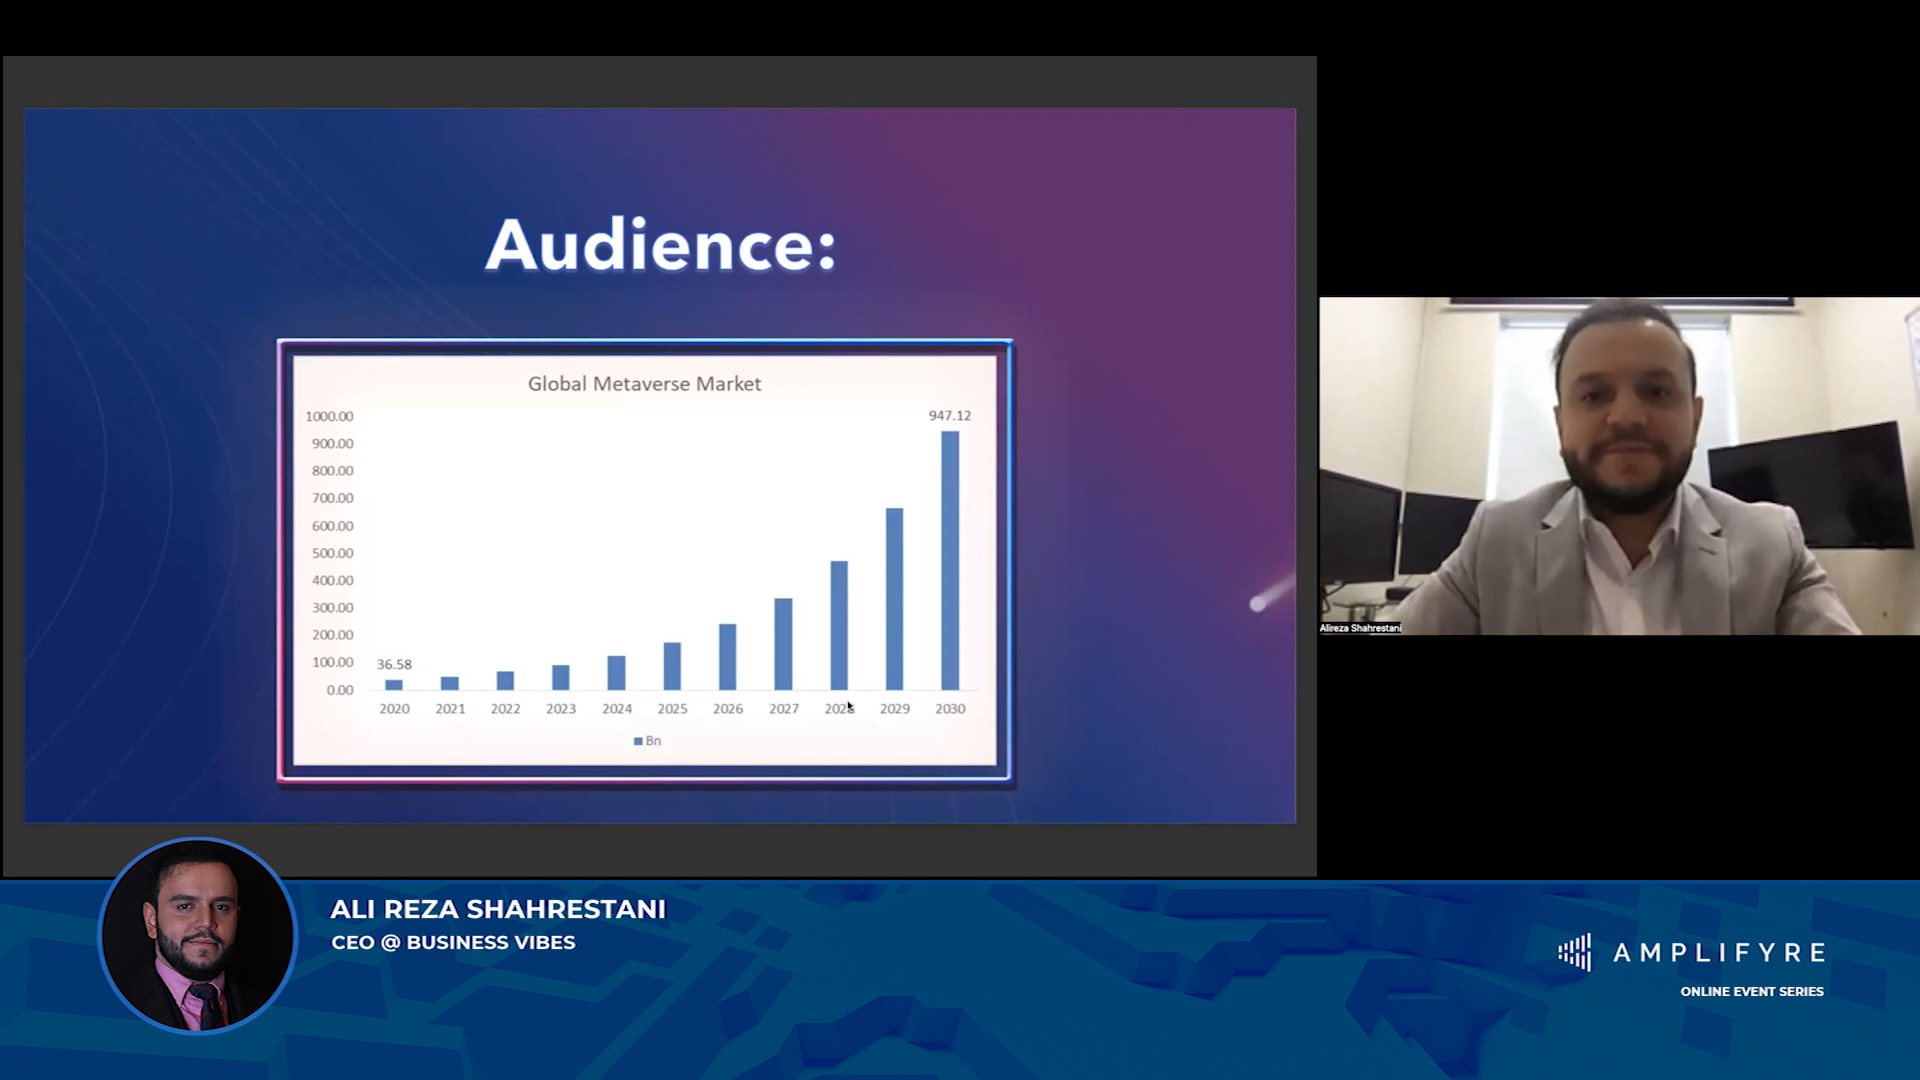 Audience:
Global Metaverse Market
1000.00
900.00
800.00
700.00
600.00
500.00
400.00
300.00
200.00
100.00
0.00
947.12
36.58
2020 2021 2022 2023 2024 2025 2026 2027 2028 2029 2030
Bn
Alireza Shahrestani
ALI REZA SHAHRESTANI
CEO @ BUSINESS VIBES
AMPLIFYRE
ONLINE EVENT SERIES